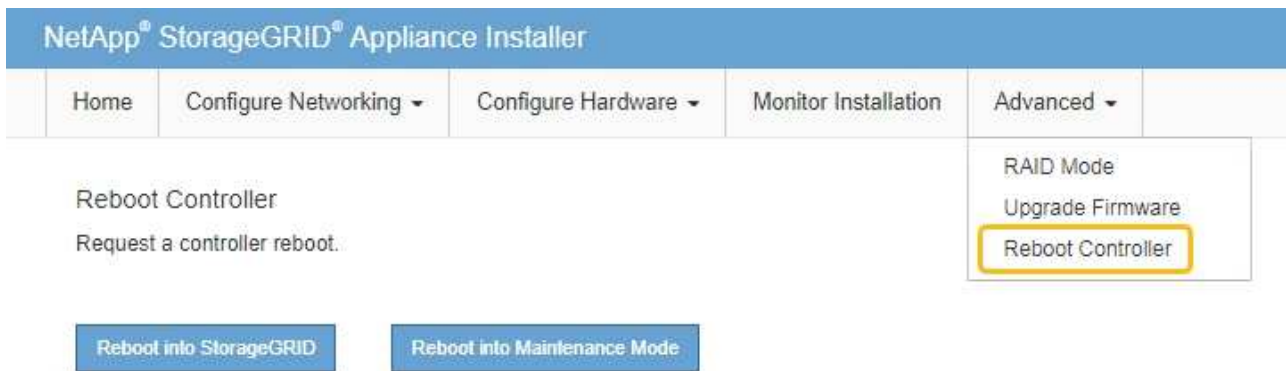 NetApp® StorageGRID® Appliance Installer
Home Configure Networking Configure Hardware Monitor Installation Advanced
RAID Mode
Upgrade Firmware
Reboot Controller
Reboot Controller
Request a controller reboot.
Reboot into StorageGRID Reboot into Maintenance Mode